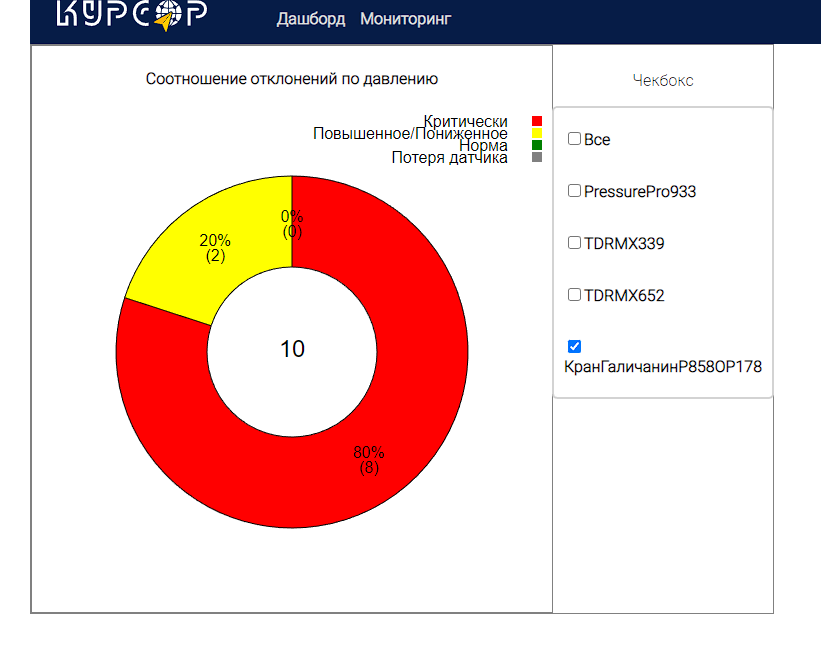 КУРСОР
Дашборд Мониторинг
Соотношение отклонений по давлению
Чекбокс
Критически
Повышенное/Пониженное
Норма
Потеря датчика
Все
PressurePro933
TDRMX339
TDRMX652
КранГаличанинР858ОР178
0%
(0)
20%
(2)
10
80%
(8)